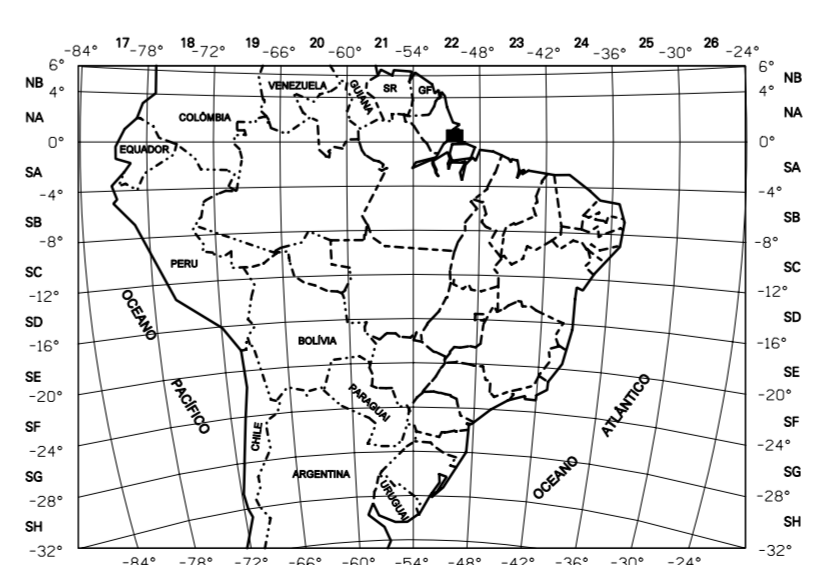 17 18 19 20 21 22 23 24 25 26
-84° -78° -72° -66° -60° -54° -48° -42° -36° -30° -24°
6° 6°
NB VENEZUELA GUIANA SR GF NB
4° 4°
NA COLÔMBIA NA
0° EQUADOR 0°
SA SA
-4° -4°
SB SB
-8° -8°
SC PERU SC
-12° -12°
OCEANO
SD SD
BOLÍVIA
-16° -16°
SE SE
PACÍFICO PARAGUAI ATLÂNTICO
-20° -20°
SF CHILE SF
-24° -24°
SG ARGENTINA OCEANO SG
URUGUAI
-28° -28°
SH SH
-32° -32°
-84° -78° -72° -66° -60° -54° -48° -42° -36° -30° -24°